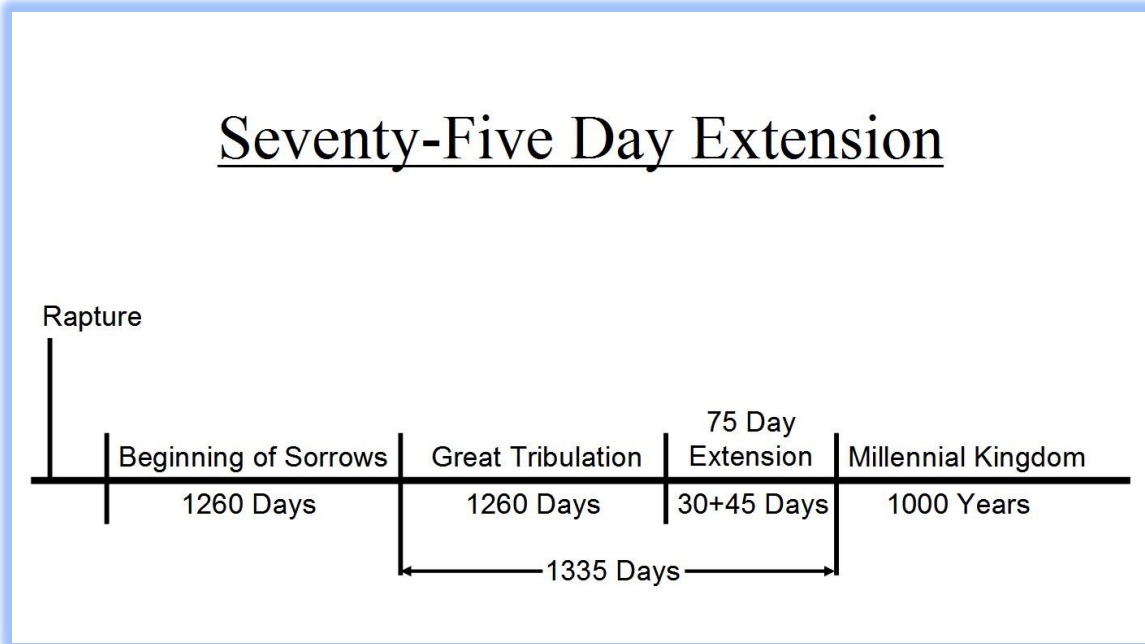 Seventy-Five Day Extension
Rapture
75 Day
Beginning of Sorrows Great Tribulation Extension Millennial Kingdom
1260 Days 1260 Days 30+45 Days 1000 Years
1335 Days